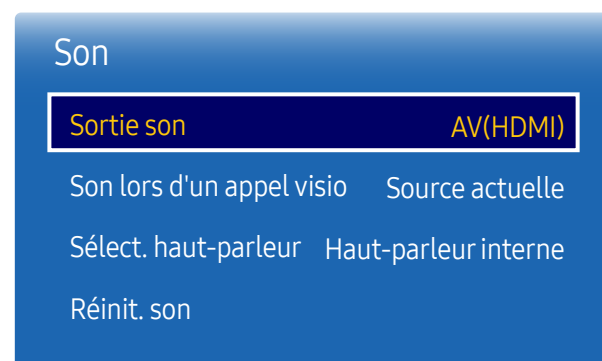 Son
Sortie son AV(HDMI)
Son lors d'un appel visio Source actuelle
Sélect. haut-parleur Haut-parleur interne
Réinit. son